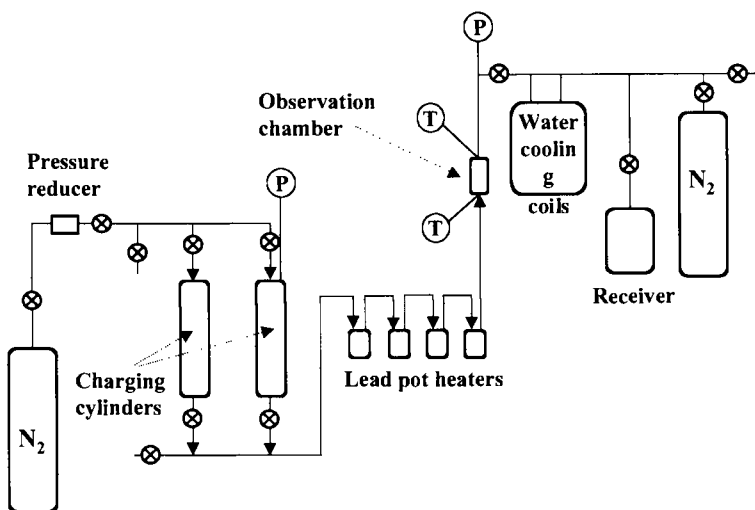 P
Observation
chamber
T
Water
coolin
g
coils
N2
Pressure
reducer
P
T
Receiver
Charging
cylinders
Lead pot heaters
N2